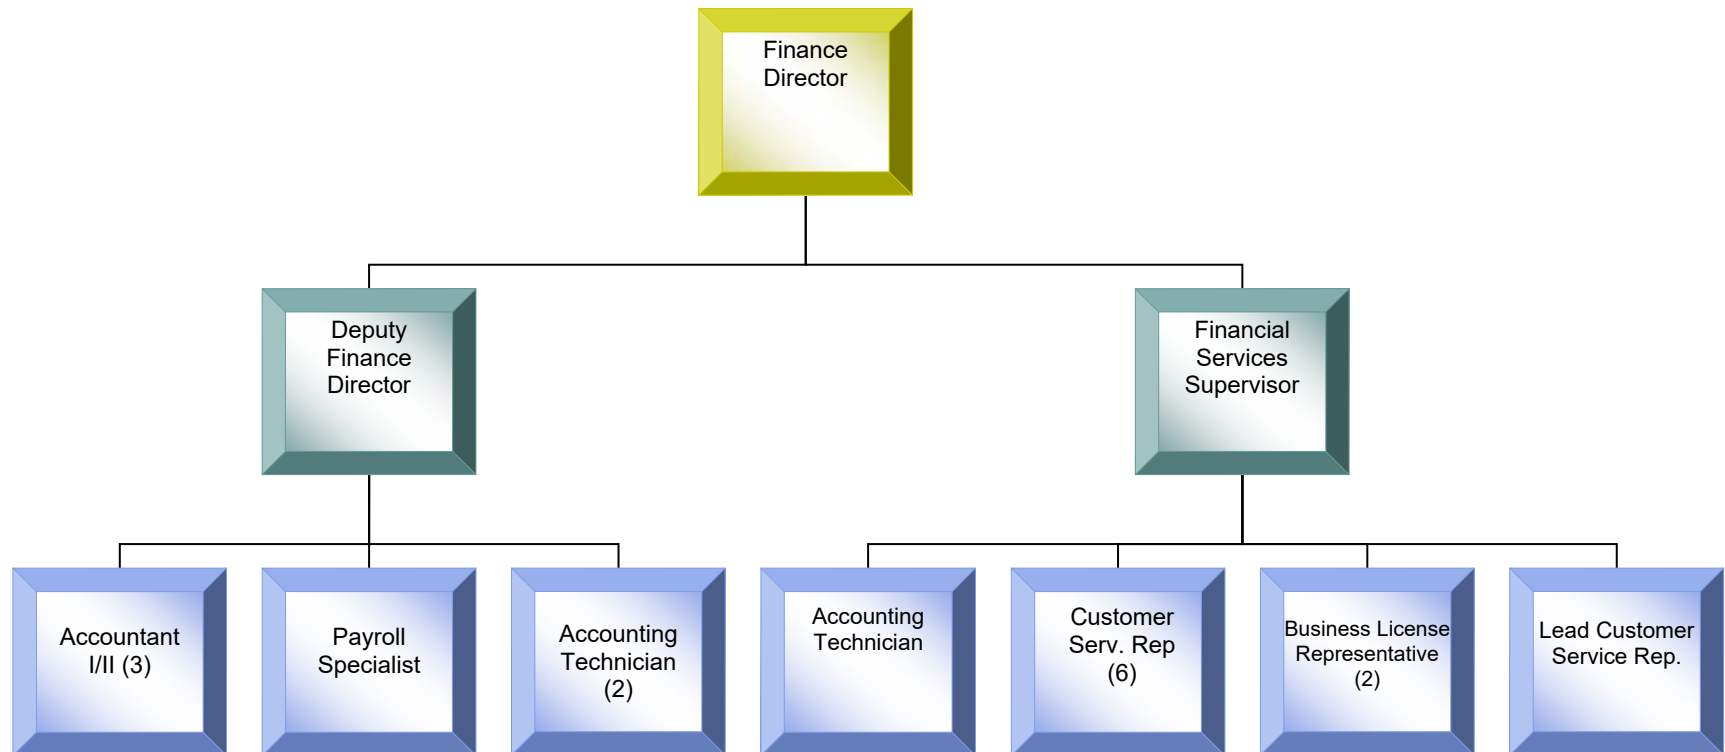 Finance
Director
Deputy
Finance
Director
Financial
Services
Supervisor
Accountant
I/II (3)
Payroll
Specialist
Accounting
Technician
(2)
Accounting
Technician
Customer
Serv. Rep
(6)
Business License
Representative
(2)
Lead Customer
Service Rep.